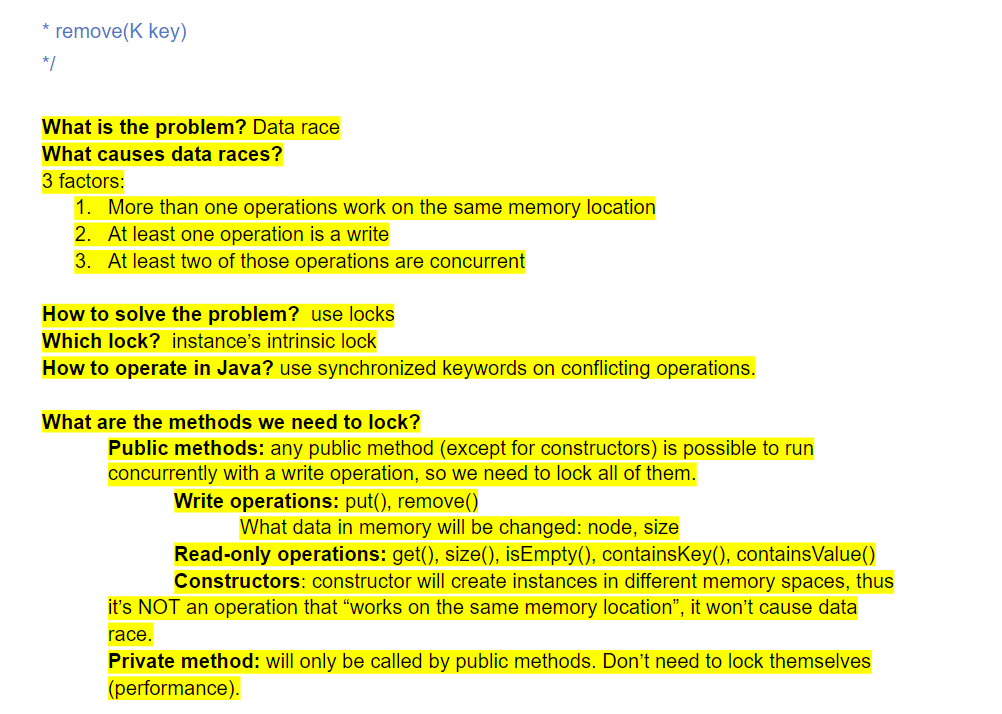 * remove(K key)
*/
What is the problem? Data race
What causes data races?
3 factors:
1. More than one operations work on the same memory location
2. At least one operation is a write
3. At least two of those operations are concurrent
How to solve the problem?  use locks
Which lock?  instance’s intrinsic lock
How to operate in Java? use synchronized keywords on conflicting operations.
What are the methods we need to lock?
Public methods: any public method (except for constructors) is possible to run
concurrently with a write operation, so we need to lock all of them.
Write operations: put(), remove()
What data in memory will be changed: node, size
Read-only operations: get(), size(), isEmpty(), containsKey(), containsValue()
Constructors: constructor will create instances in different memory spaces, thus
it’s NOT an operation that “works on the same memory location”, it won’t cause data
race.
Private method: will only be called by public methods. Don’t need to lock themselves
(performance).